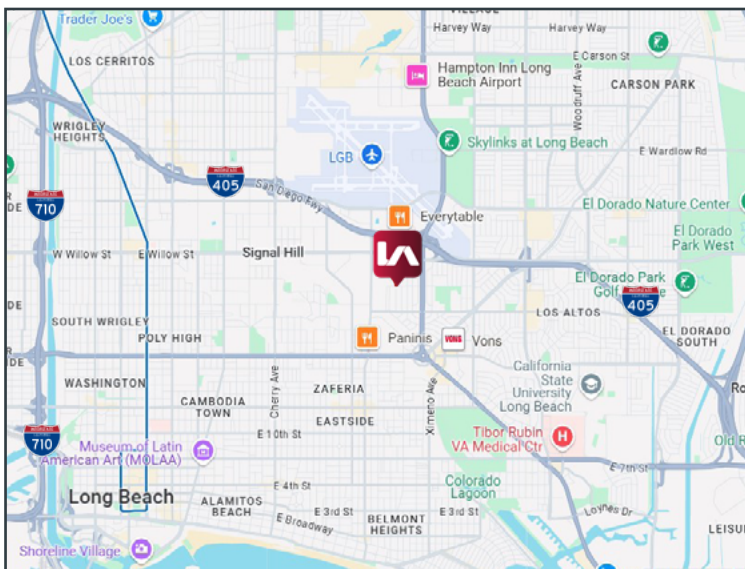 Trader Joe's
VILLAGE
Harvey Way
Harvey Way
E Carson St
LOS CERRITOS
Hampton Inn Long
Beach Airport
Woodruff Ave
CARSON PARK
WRIGLEY
HEIGHTS
LGB
Skylinks at Long Beach
E Wardlow Rd
405
San Diego Fwy
710
Everytable
El Dorado Nature Center
El Dorado
Park West
W Willow St
E Willow St
Signal Hill
El Dorado Park
Golf
405
SOUTH WRIGLEY
POLY HIGH
LOS ALTOS
EL DORADO
SOUTH
Paninis
VONS
Vons
WASHINGTON
Cherry Ave
ZAFERIA
California
State
University
Long Beach
CAMBODIA
TOWN
EASTSIDE
Ximeno Ave
710
E 10th St
Museum of Latin
American Art (MOLAA)
Tibor Rubin
VA Medical Ctr
E 7th St
Old R
Long Beach
E 4th St
Colorado
Lagoon
ALAMITOS
BEACH
E 3rd St
E Broadway
BELMONT
HEIGHTS
E 3rd St
Loynes Dr
LEISU
Shoreline Village